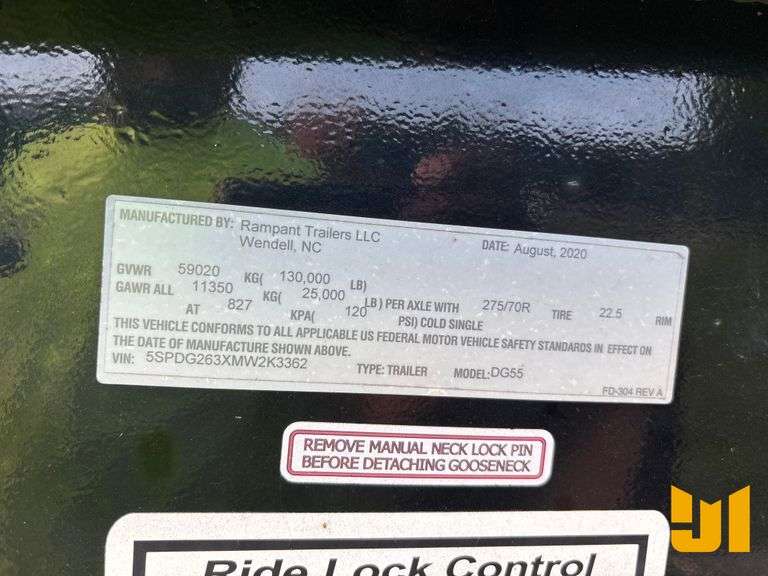 MANUFACTURED BY: Rampant Trailers LLC
Wendell, NC
DATE: August, 2020
GVWR 59020 KG( 130,000 LB)
GAWR ALL 11350 KG( 25,000 LB) PER AXLE WITH 275/70R TIRE 22.5 RIM
AT 827 KPA( 120 PSI) COLD SINGLE
THIS VEHICLE CONFORMS TO ALL APPLICABLE US FEDERAL MOTOR VEHICLE SAFETY STANDARDS IN EFFECT ON
THE DATE OF MANUFACTURE SHOWN ABOVE.
VIN: 5SPDG263XMW2K3362 TYPE: TRAILER MODEL: DG55
FD-304 REV A
REMOVE MANUAL NECK LOCK PIN
BEFORE DETACHING GOOSENECK
Ride Lock Control